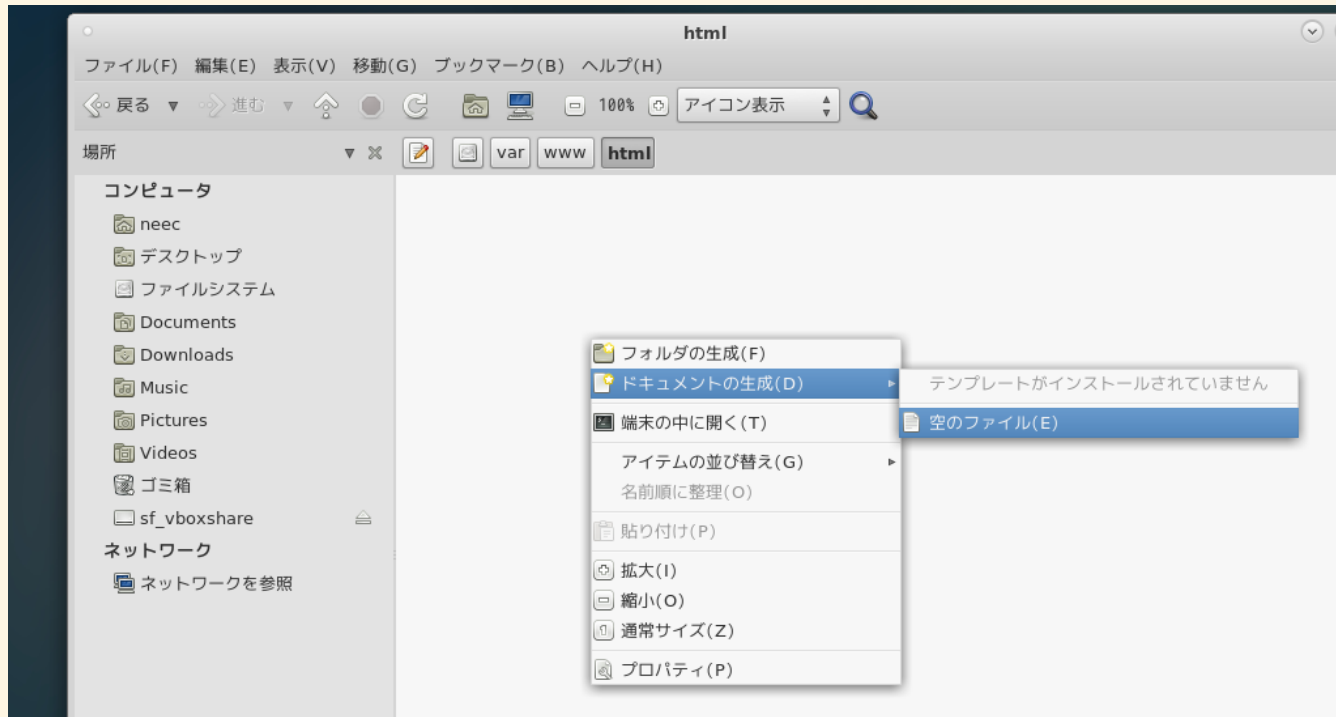 html
ファイル(F) 編集(E) 表示(V) 移動(G) ブックマーク(B) ヘルプ(H)
戻る 進む 100% アイコン表示
場所 var www html
コンピュータ
neec
デスクトップ
ファイルシステム
Documents
Downloads
Music
Pictures
Videos
ゴミ箱
sf_vboxshare
ネットワーク
ネットワークを参照
フォルダの生成(F)
ドキュメントの生成(D)
端末の中に開く(T)
アイテムの並び替え(G)
名前順に整理(O)
貼り付け(P)
拡大(I)
縮小(O)
通常サイズ(Z)
プロパティ(P)
テンプレートがインストールされていません
空のファイル(E)